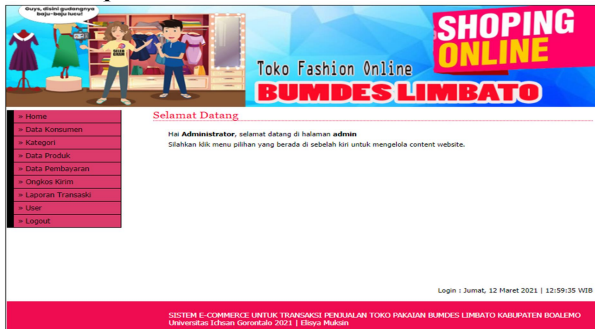 Guys, disini gudangnya
baju-baju lucu!
SHOPING
ONLINE
Toko Fashion Online
BUMDES LIMBATO
» Home
» Data Konsumen
» Kategori
» Data Produk
» Data Pembayaran
» Ongkos Kirim
» Laporan Transaski
» User
» Logout
Selamat Datang
Hai Administrator, selamat datang di halaman admin
Silahkan klik menu pilihan yang berada di sebelah kiri untuk mengelola content website.
Login : Jumat, 12 Maret 2021 | 12:59:35 WIB
SISTEM E-COMMERCE UNTUK TRANSAKSI PENJUALAN TOKO PAKAIAN BUMDES LIMBATO KABUPATEN BOALEMO
Universitas Ichsan Gorontalo 2021 | Elisya Muksin